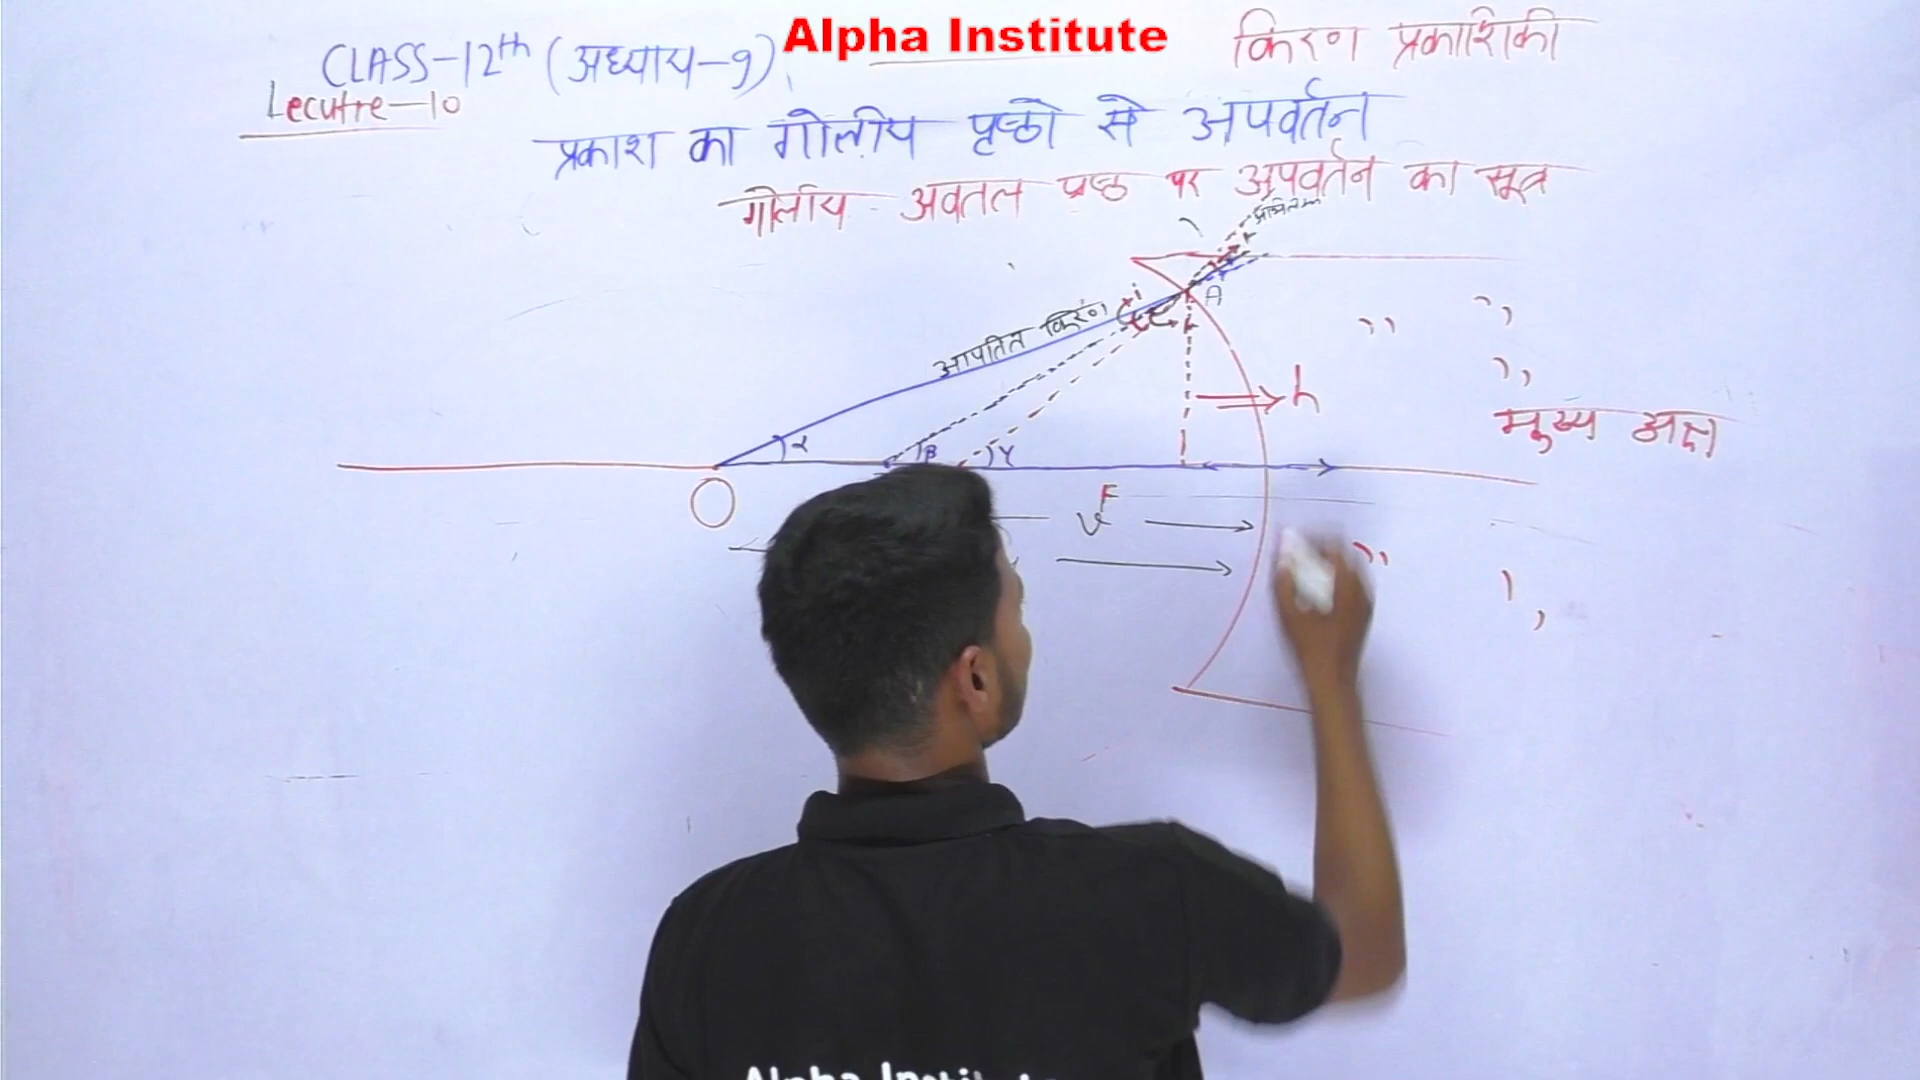 Alpha Institute
CLASS-12th (अध्याय-9)
किरण प्रकाशिकी
Lecutre-10
प्रकाश का गोलीय पृष्ठो से अपवर्तन
गोलीय अवतल प्रष्ठ पर अपवर्तन का सूत्र
i
A
आपतित किरण
h
मुख्य अक्ष
α
β
γ
O
F
v